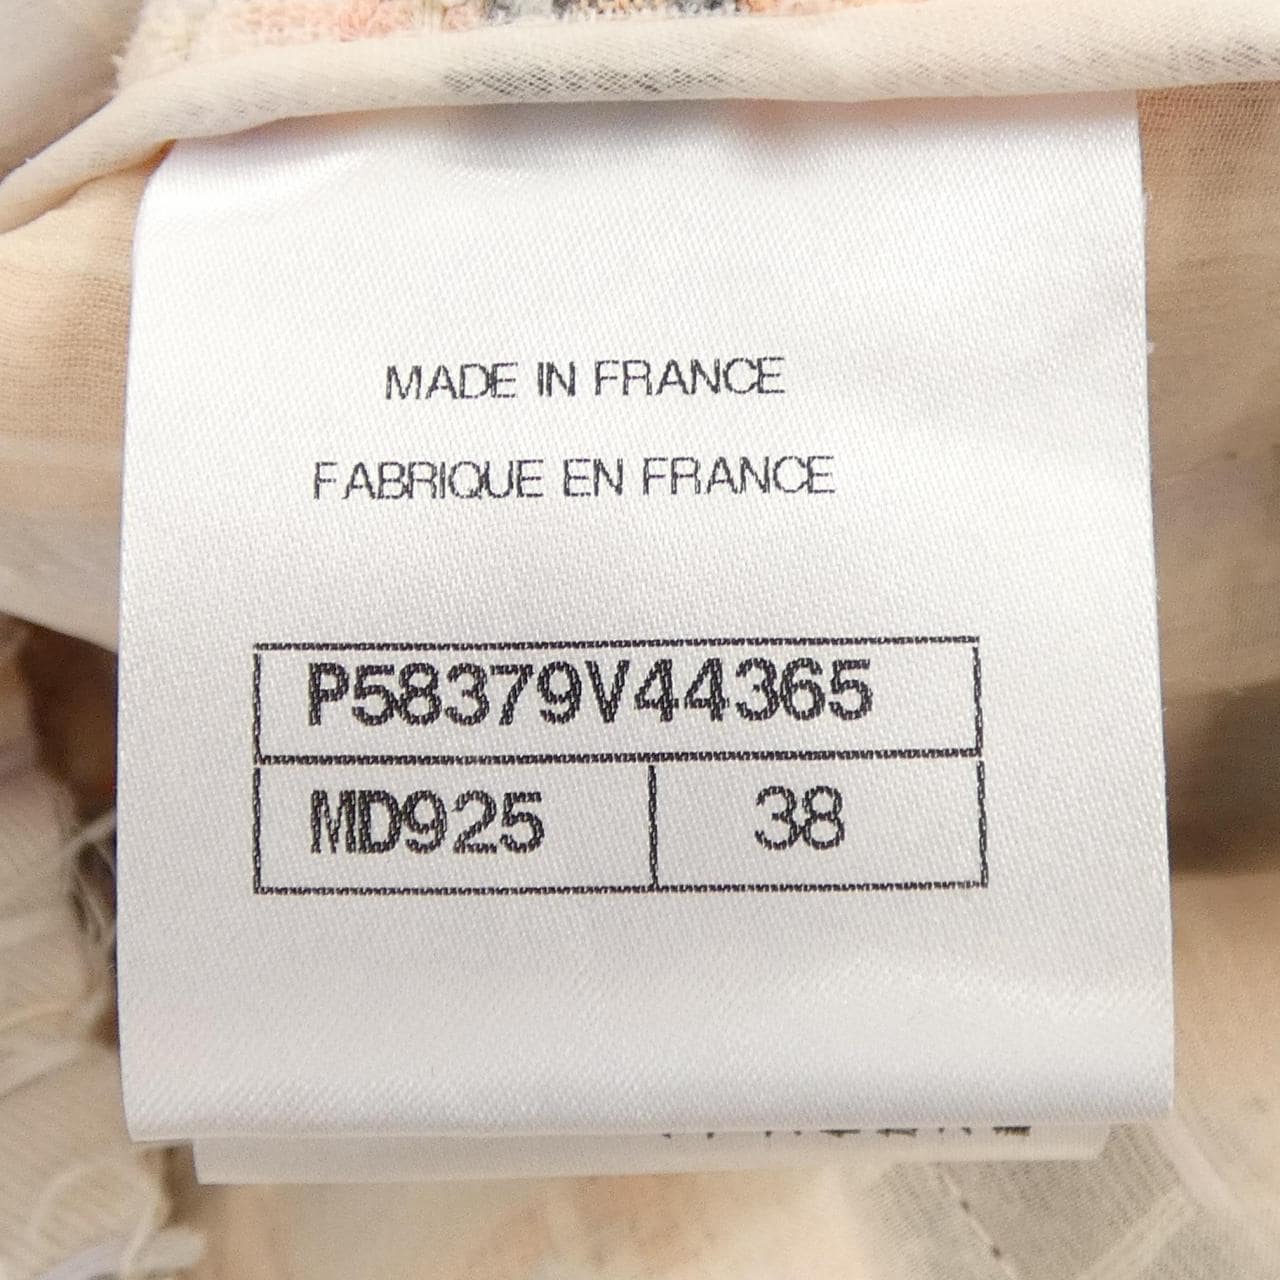 MADE IN FRANCE
FABRIQUE EN FRANCE
P58379V44365
MD925 38